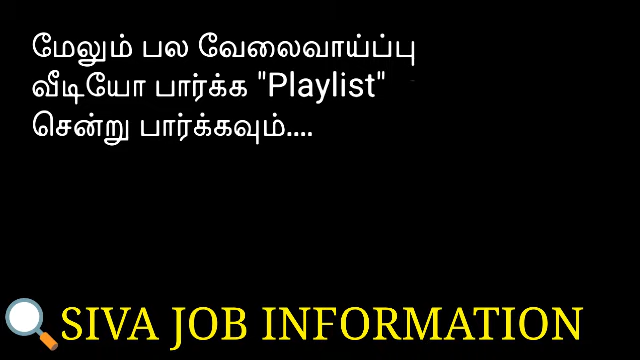 மேலும் பல வேலைவாய்ப்பு
வீடியோ பார்க்க "Playlist"
சென்று பார்க்கவும்....
SIVA JOB INFORMATION